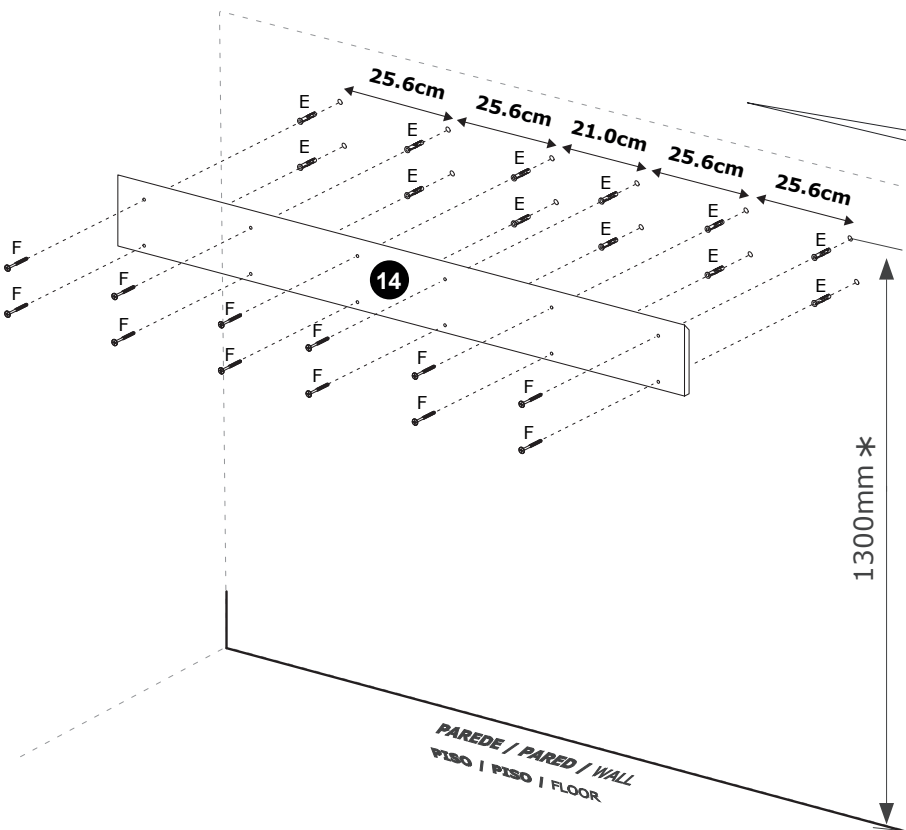 25.6cm
25.6cm
21.0cm
25.6cm
25.6cm
E
E
E
E
E
E
E
E
E
E
E
E
14
F
F
F
F
F
F
F
F
F
F
F
F
1300mm *
PAREDE / PARED / WALL
PISO | PISO | FLOOR